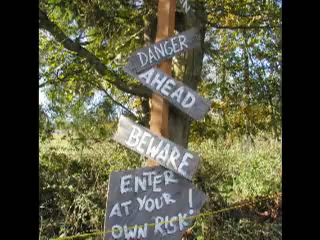 DANGER
AHEAD
BEWARE
ENTER
AT YOUR
OWN RISK!